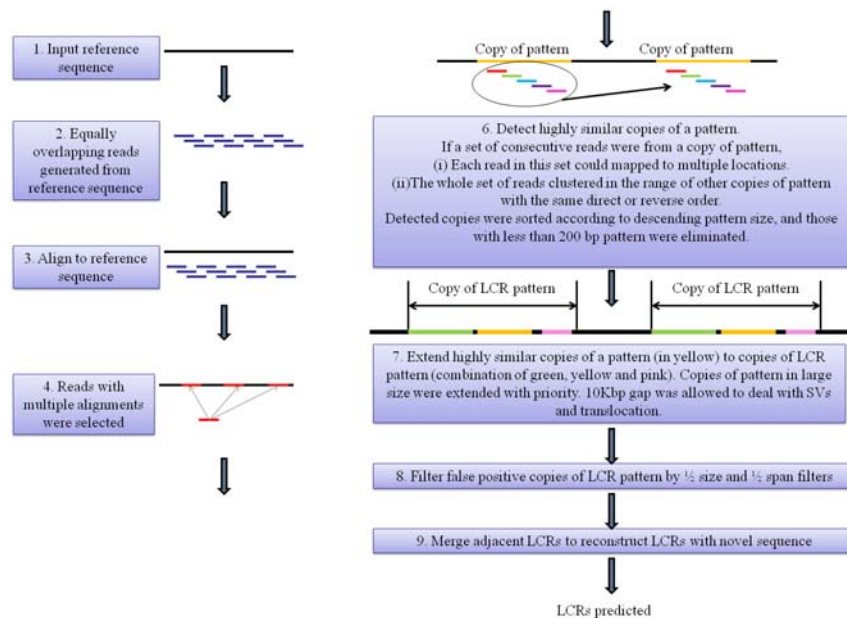 1. Input reference
sequence
2. Equally
overlapping reads
generated from
reference sequence
3. Align to reference
sequence
4. Reads with
multiple alignments
were selected
Copy of pattern
Copy of pattern
6. Detect highly similar copies of a pattern.
If a set of consecutive reads were from a copy of pattern,
(i) Each read in this set could mapped to multiple locations.
(ii)The whole set of reads clustered in the range of other copies of pattern
with the same direct or reverse order.
Detected copies were sorted according to descending pattern size, and those
with less than 200 bp pattern were eliminated.
Copy of LCR pattern
Copy of LCR pattern
7. Extend highly similar copies of a pattern (in yellow) to copies of LCR
pattern (combination of green, yellow and pink). Copies of pattern in large
size were extended with priority. 10Kbp gap was allowed to deal with SVs
and translocation.
8. Filter false positive copies of LCR pattern by ½ size and ½ span filters
9. Merge adjacent LCRs to reconstruct LCRs with novel sequence
LCRs predicted